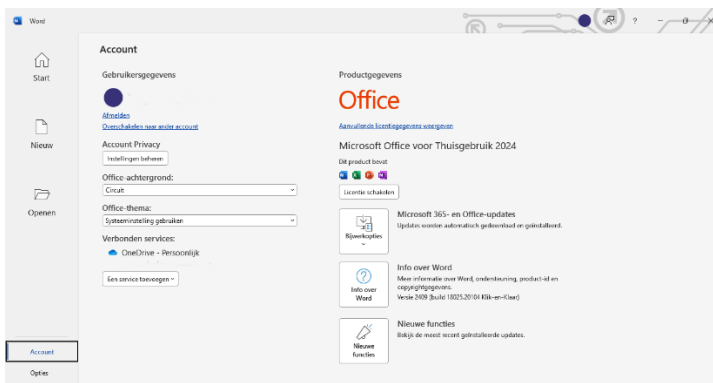 Word
?
Start
Nieuw
Openen
Account
Opties
Account
Gebruikersgegevens
Afmelden
Overschakelen naar ander account
Account Privacy
Instellingen beheren
Office-achtergrond:
Circuit
Office-thema:
Systeeminstelling gebruiken
Verbonden services:
OneDrive - Persoonlijk
Een service toevoegen
Productgegevens
Office
Aanvullende licentiegegevens weergeven
Microsoft Office voor Thuisgebruik 2024
Dit product bevat
Licentie schakelen
Bijwerkopties
Microsoft 365- en Office-updates
Updates worden automatisch gedownload en geïnstalleerd.
Info over
Word
Info over Word
Meer informatie over Word, ondersteuning, product-id en
copyrightgegevens.
Versie 2409 (build 18025.20104 Klik-en-Klaar)
Nieuwe
functies
Nieuwe functies
Bekijk de meest recent geïnstalleerde updates.